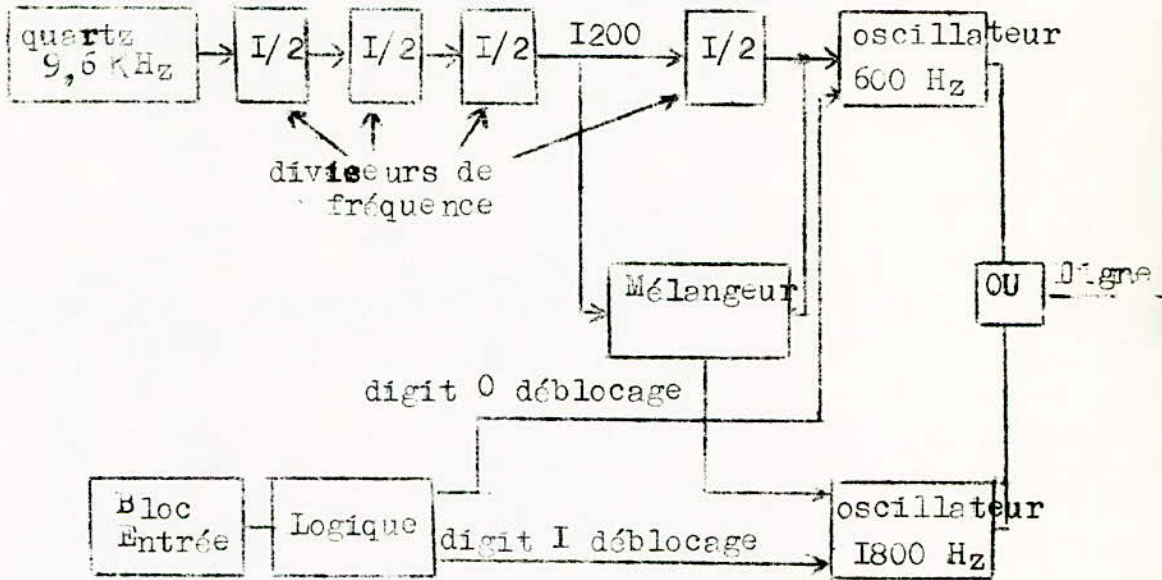 quartz
9,6 KHz
I/2
I/2
I/2
I200
I/2
oscillateur
600 Hz
diviseurs de
fréquence
Mélangeur
OU
digit 0 déblocage
Bloc
Entrée
Logique
digit I déblocage
oscillateur
I800 Hz